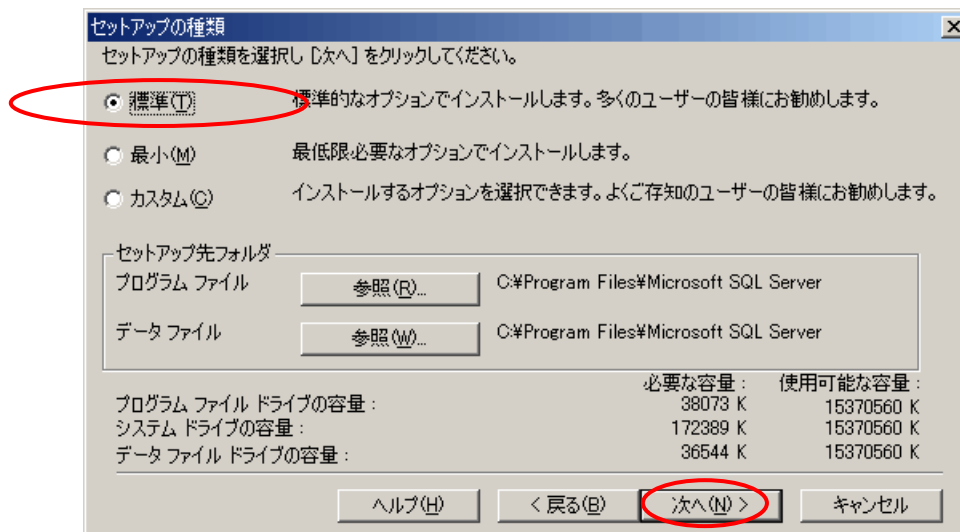 セットアップの種類
セットアップの種類を選択し [次へ] をクリックしてください。
標準(T) 標準的なオプションでインストールします。多くのユーザーの皆様にお勧めします。
最小(M) 最低限必要なオプションでインストールします。
カスタム(C) インストールするオプションを選択できます。よくご存知のユーザーの皆様にお勧めします。
セットアップ先フォルダ
プログラム ファイル 参照(R)... C:¥Program Files¥Microsoft SQL Server
データ ファイル 参照(W)... C:¥Program Files¥Microsoft SQL Server
必要な容量 : 使用可能な容量 :
プログラム ファイル ドライブの容量 : 38073 K 15370560 K
システム ドライブの容量 : 172389 K 15370560 K
データ ファイル ドライブの容量 : 36544 K 15370560 K
ヘルプ(H) < 戻る(B) 次へ(N) > キャンセル